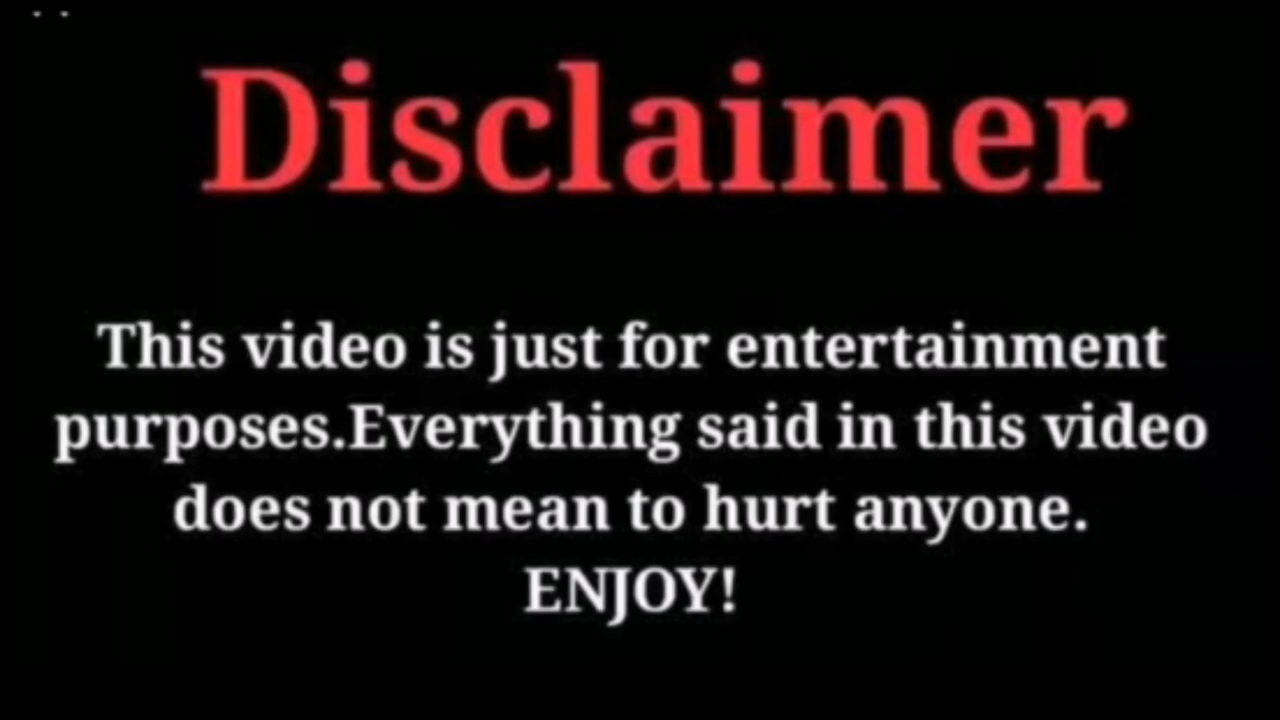 Disclaimer
This video is just for entertainment
purposes.Everything said in this video
does not mean to hurt anyone.
ENJOY!